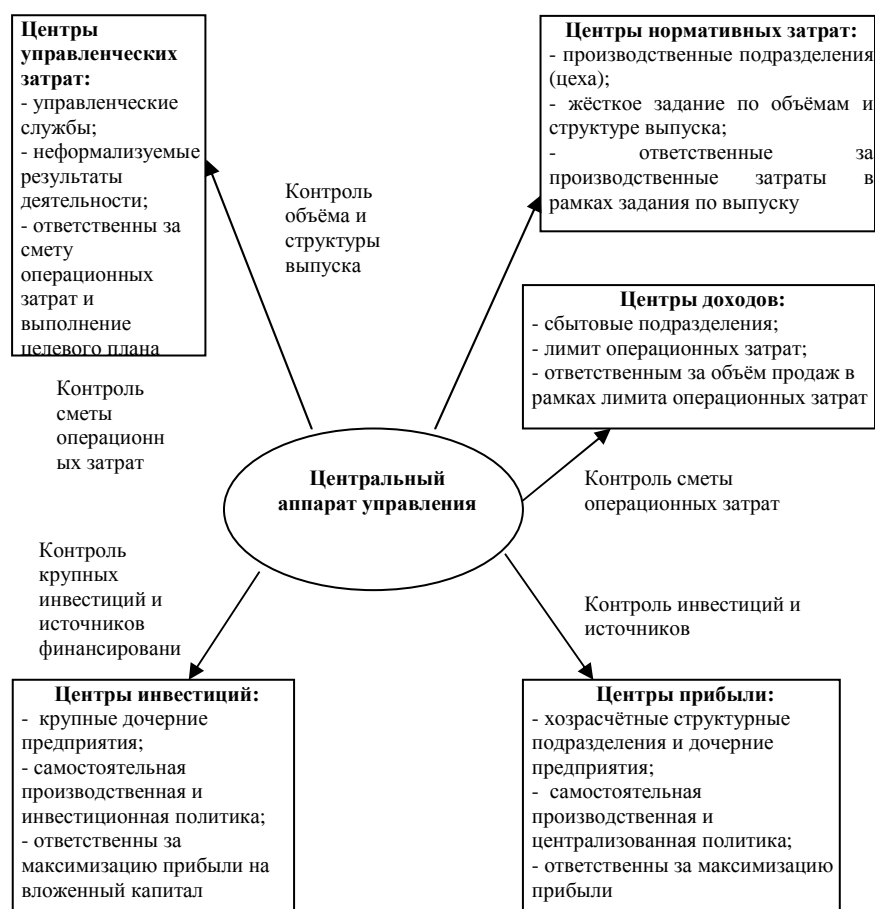 Центры
управленческих
затрат:
- управленческие
службы;
- неформализуемые
результаты
деятельности;
- ответственны за
смету
операционных
затрат и
выполнение
целевого плана
Центры нормативных затрат:
- производственные подразделения
(цеха);
- жёсткое задание по объёмам и
структуре выпуска;
- ответственные за
производственные затраты в
рамках задания по выпуску
Контроль
объёма и
структуры
выпуска
Центры доходов:
- сбытовые подразделения;
- лимит операционных затрат;
- ответственным за объём продаж в
рамках лимита операционных затрат
Контроль
сметы
операционн
ых затрат
Центральный
аппарат управления
Контроль сметы
операционных затрат
Контроль
крупных
инвестиций и
источников
финансировани
Контроль инвестиций и
источников
Центры инвестиций:
- крупные дочерние
предприятия;
- самостоятельная
производственная и
инвестиционная политика;
- ответственны за
максимизацию прибыли на
вложенный капитал
Центры прибыли:
- хозрасчётные структурные
подразделения и дочерние
предприятия;
- самостоятельная
производственная и
централизованная политика;
- ответственны за максимизацию
прибыли